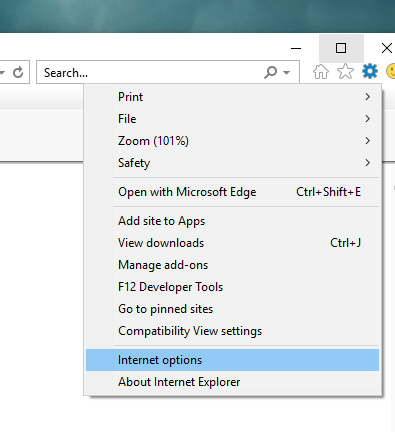 Search...
Print
File
Zoom (101%)
Safety
Open with Microsoft Edge Ctrl+Shift+E
Add site to Apps
View downloads Ctrl+J
Manage add-ons
F12 Developer Tools
Go to pinned sites
Compatibility View settings
Internet options
About Internet Explorer